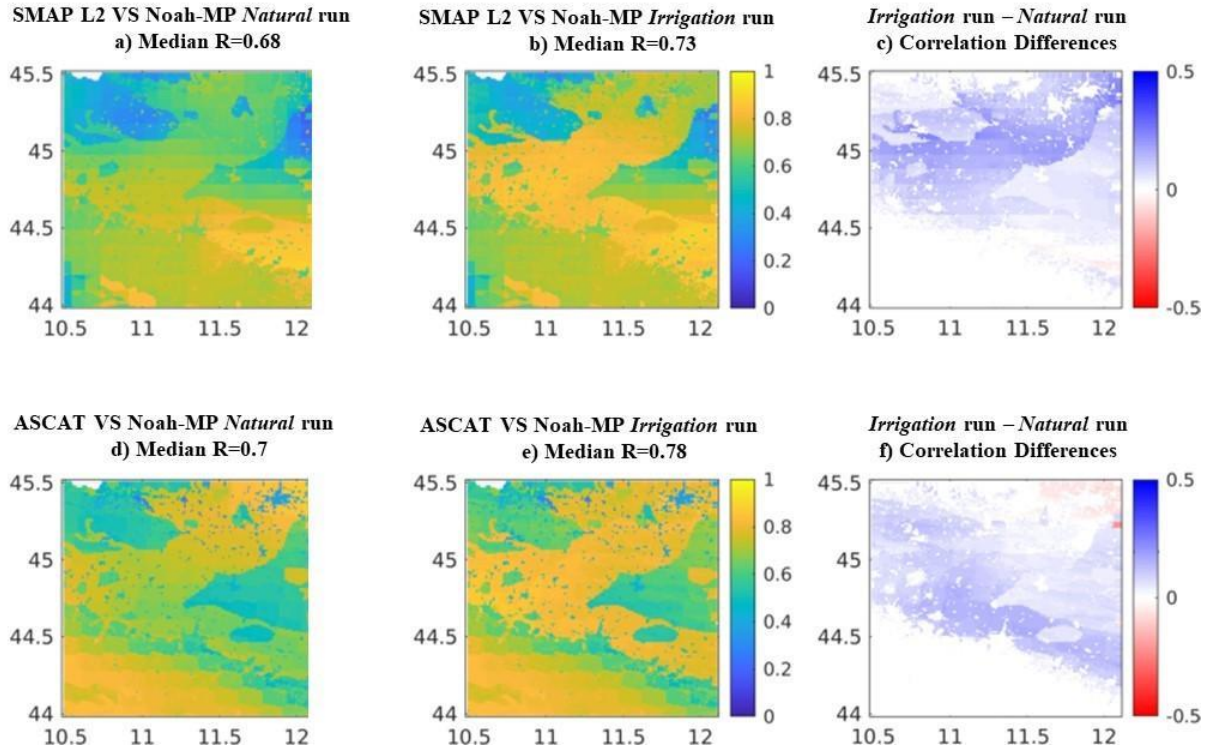 SMAP L2 VS Noah-MP Natural run
a) Median R=0.68
SMAP L2 VS Noah-MP Irrigation run
b) Median R=0.73
Irrigation run – Natural run
c) Correlation Differences
45.5
45
44.5
44
10.5 11 11.5 12
1
0.8
0.6
0.4
0.2
0
10.5 11 11.5 12
45.5
45
44.5
44
0.5
0
-0.5
10.5 11 11.5 12
ASCAT VS Noah-MP Natural run
d) Median R=0.7
ASCAT VS Noah-MP Irrigation run
e) Median R=0.78
Irrigation run – Natural run
f) Correlation Differences
45.5
45
44.5
44
10.5 11 11.5 12
45.5
45
44.5
44
1
0.8
0.6
0.4
0.2
0
10.5 11 11.5 12
45.5
45
44.5
44
0.5
0
-0.5
10.5 11 11.5 12